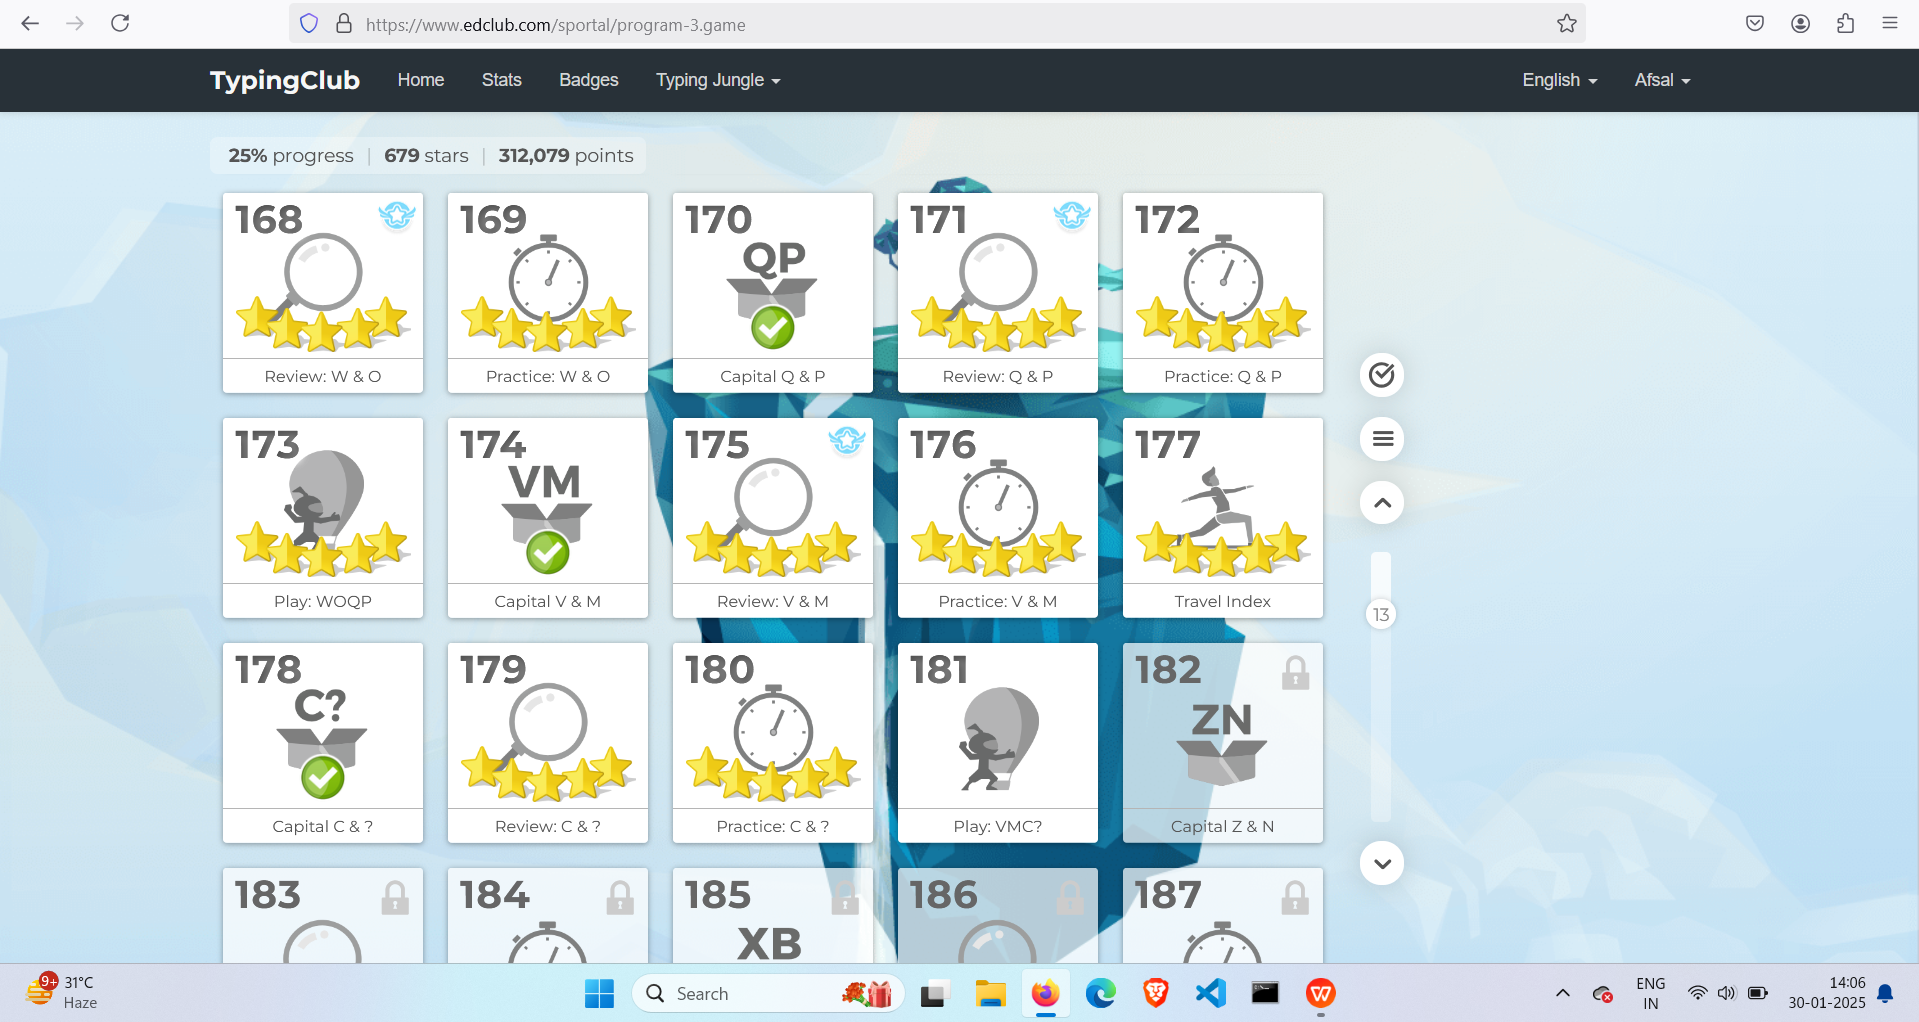 https://www.edclub.com/sportal/program-3.game
TypingClub Home Stats Badges Typing Jungle English Afsal
25% progress | 679 stars | 312,079 points
168 169 170 171 172
QP
Review: W & O Practice: W & O Capital Q & P Review: Q & P Practice: Q & P
173 174 175 176 177
VM
Play: WOQP Capital V & M Review: V & M Practice: V & M Travel Index
13
178 179 180 181 182
C? ZN
Capital C & ? Review: C & ? Practice: C & ? Play: VMC? Capital Z & N
183 184 185 186 187
XB
9+ 31°C
Haze
Search
ENG
IN
14:06
30-01-2025